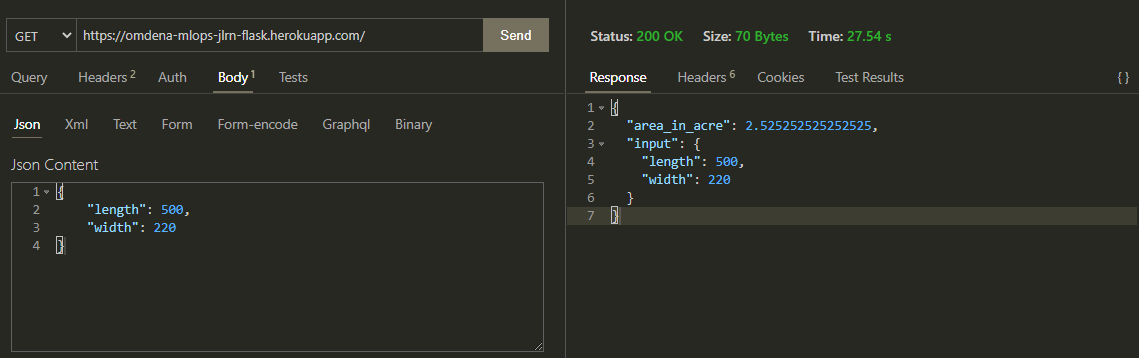 GET https://omdena-mlops-jlrn-flask.herokuapp.com/ Send
Query Headers 2 Auth Body 1 Tests
Json Xml Text Form Form-encode Graphql Binary
Json Content
1 {
2 "length": 500,
3 "width": 220
4 }
Status: 200 OK Size: 70 Bytes Time: 27.54 s
Response Headers 6 Cookies Test Results { }
1 {
2 "area_in_acre": 2.525252525252525,
3 "input": {
4 "length": 500,
5 "width": 220
6 }
7 }